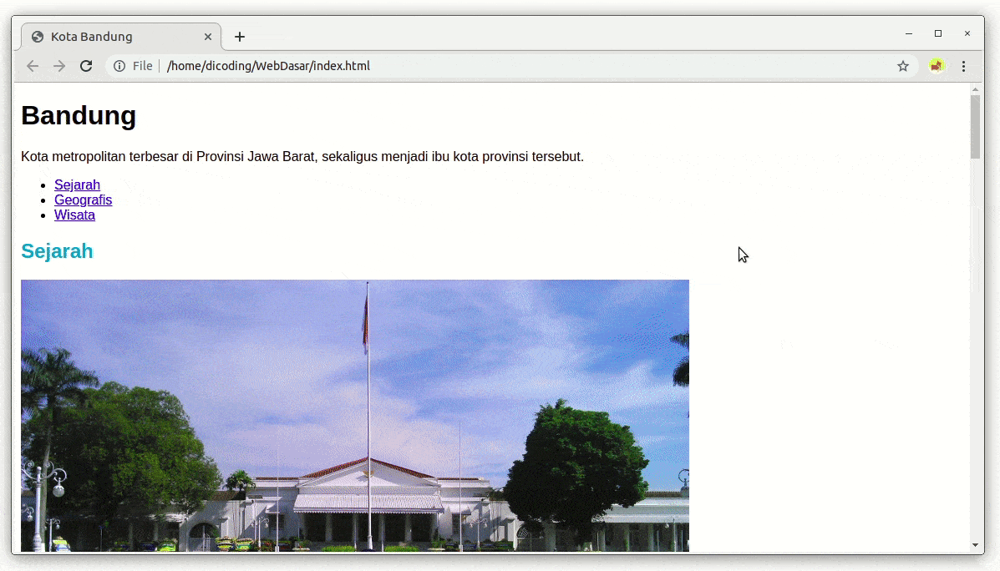 Kota Bandung
File
/home/dicoding/WebDasar/index.html
Bandung
Kota metropolitan terbesar di Provinsi Jawa Barat, sekaligus menjadi ibu kota provinsi tersebut.
Sejarah
Geografis
Wisata
Sejarah